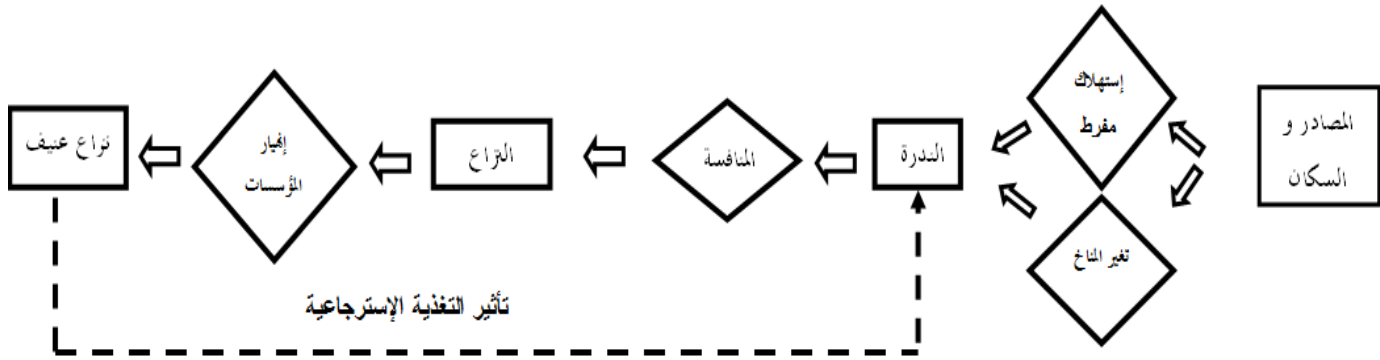 المصادر و
السكان
إستهلاك
مفرط
تغير المناخ
الندرة
المنافسة
النزاع
إنهيار
المؤسسات
نزاع عنيف
تأثير التغذية الإسترجاعية